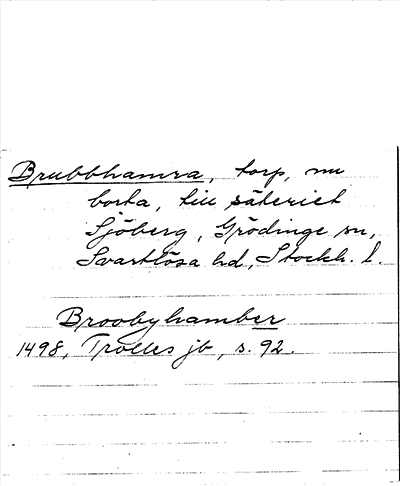 Brubbhamra, torp, nu
borta, till säteriet
Sjöberg, Grödinge sn,
Svartlösa hd, Stockh. l.
Broobyhamber
1498, Trolles jb, s. 92.